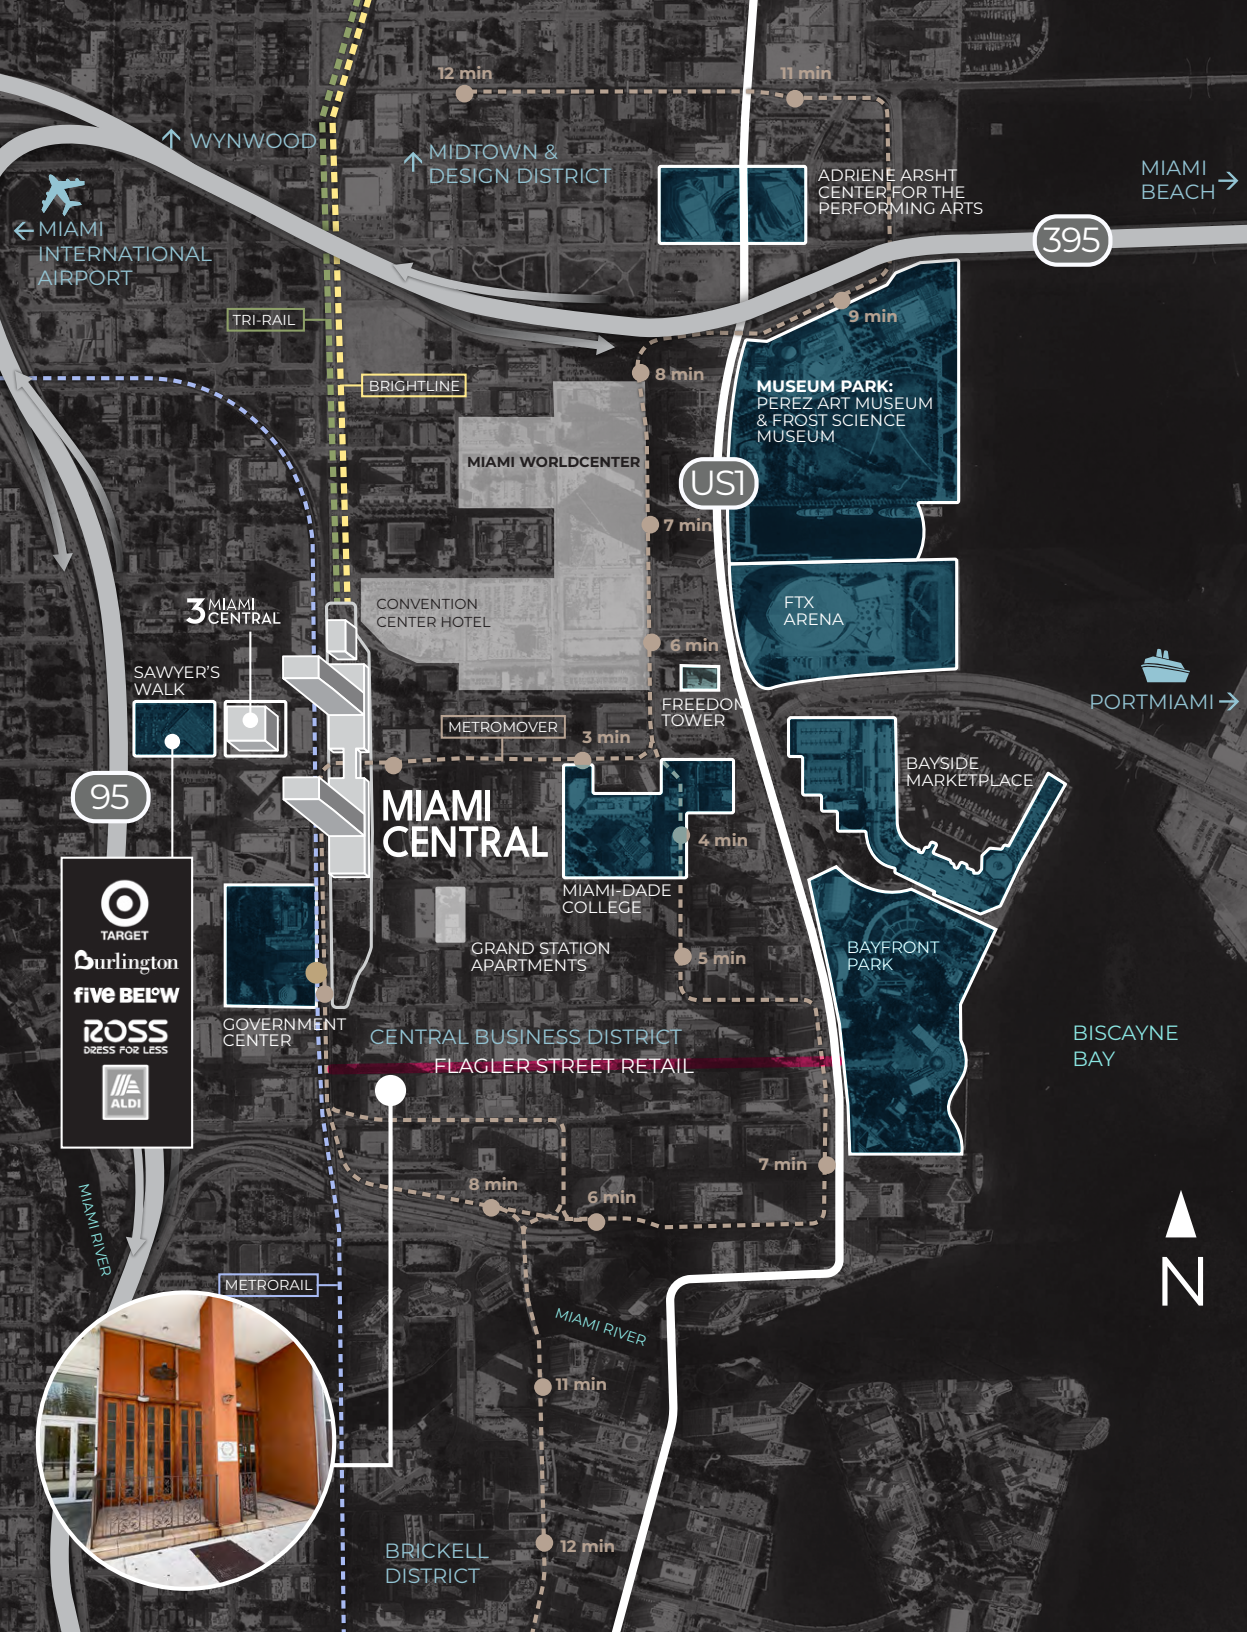 12 min
11 min
WYNWOOD
MIDTOWN &
DESIGN DISTRICT
ADRIENE ARSHT
CENTER FOR THE
PERFORMING ARTS
MIAMI
BEACH
MIAMI
INTERNATIONAL
AIRPORT
395
TRI-RAIL
9 min
BRIGHTLINE
8 min
MUSEUM PARK:
PEREZ ART MUSEUM
& FROST SCIENCE
MUSEUM
MIAMI WORLDCENTER
US1
7 min
3 MIAMI
CENTRAL
CONVENTION
CENTER HOTEL
FTX
ARENA
6 min
SAWYER'S
WALK
FREEDOM
TOWER
PORTMIAMI
METROMOVER
3 min
BAYSIDE
MARKETPLACE
95
MIAMI
CENTRAL
4 min
MIAMI-DADE
COLLEGE
TARGET
Burlington
five BELOW
ROSS
DRESS FOR LESS
ALDI
GRAND STATION
APARTMENTS
5 min
BAYFRONT
PARK
GOVERNMENT
CENTER
CENTRAL BUSINESS DISTRICT
FLAGLER STREET RETAIL
BISCAYNE
BAY
7 min
8 min
6 min
MIAMI RIVER
METRORAIL
N
MIAMI RIVER
11 min
12 min
BRICKELL
DISTRICT